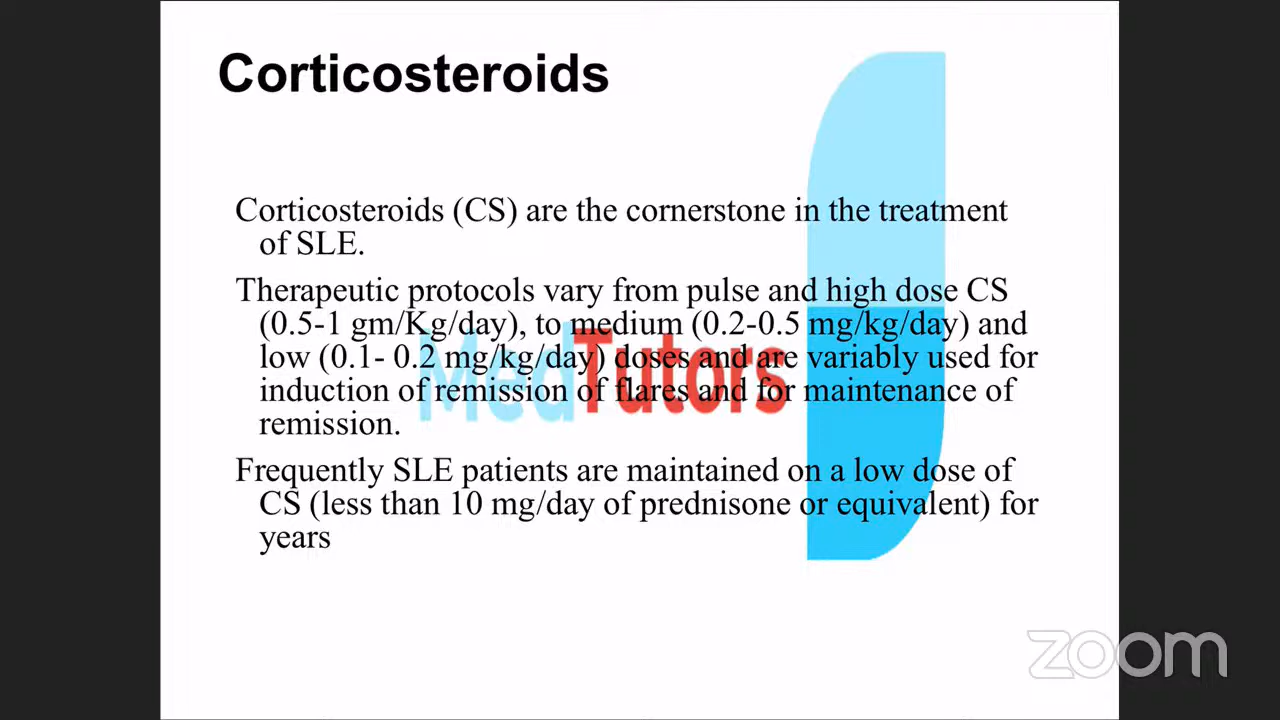 Corticosteroids
Corticosteroids (CS) are the cornerstone in the treatment
of SLE.
Therapeutic protocols vary from pulse and high dose CS
(0.5-1 gm/Kg/day), to medium (0.2-0.5 mg/kg/day) and
low (0.1- 0.2 mg/kg/day) doses and are variably used for
induction of remission of flares and for maintenance of
remission.
Frequently SLE patients are maintained on a low dose of
CS (less than 10 mg/day of prednisone or equivalent) for
years
MedTutors
zoom